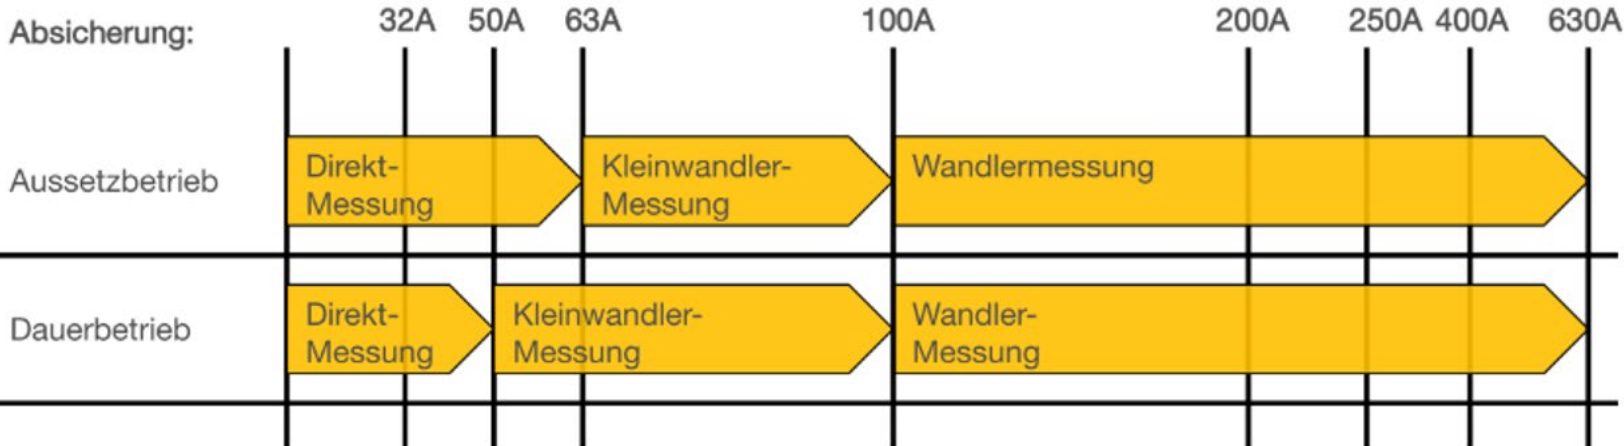 Absicherung: 32A 50A 63A 100A 200A 250A 400A 630A
Aussetzbetrieb
Direkt-
Messung
Kleinwandler-
Messung
Wandlermessung
Dauerbetrieb
Direkt-
Messung
Kleinwandler-
Messung
Wandler-
Messung